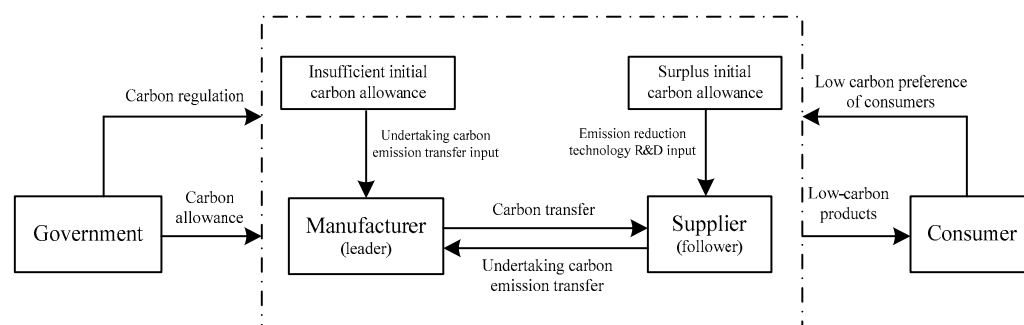 Insufficient initial
carbon allowance
Surplus initial
carbon allowance
Carbon regulation
Low carbon preference
of consumers
Undertaking carbon
emission transfer input
Emission reduction
technology R&D input
Carbon
allowance
Government
Manufacturer
(leader)
Carbon transfer
Undertaking carbon
emission transfer
Supplier
(follower)
Low-carbon
products
Consumer